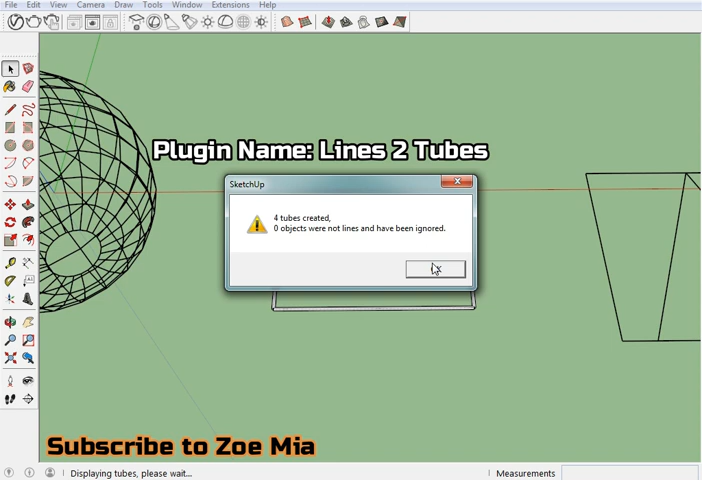 File Edit View Camera Draw Tools Window Extensions Help
Plugin Name: Lines 2 Tubes
SketchUp
4 tubes created,
0 objects were not lines and have been ignored.
Subscribe to Zoe Mia
Displaying tubes, please wait...
Measurements